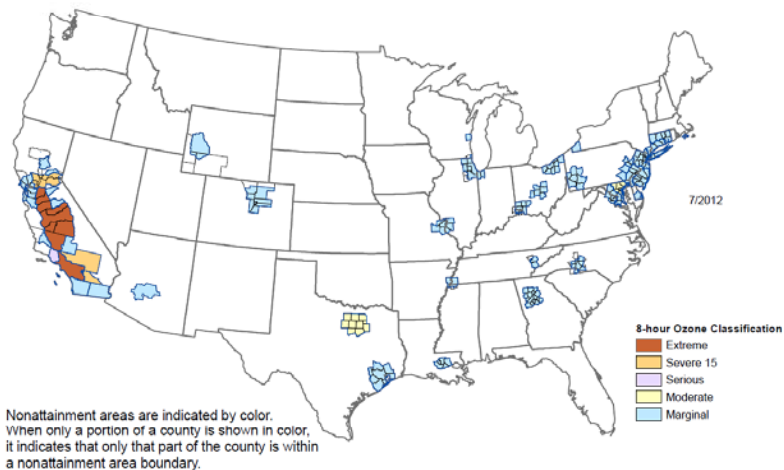 7/2012
8-hour Ozone Classification
Extreme
Severe 15
Serious
Moderate
Marginal
Nonattainment areas are indicated by color.
When only a portion of a county is shown in color,
it indicates that only that part of the county is within
a nonattainment area boundary.